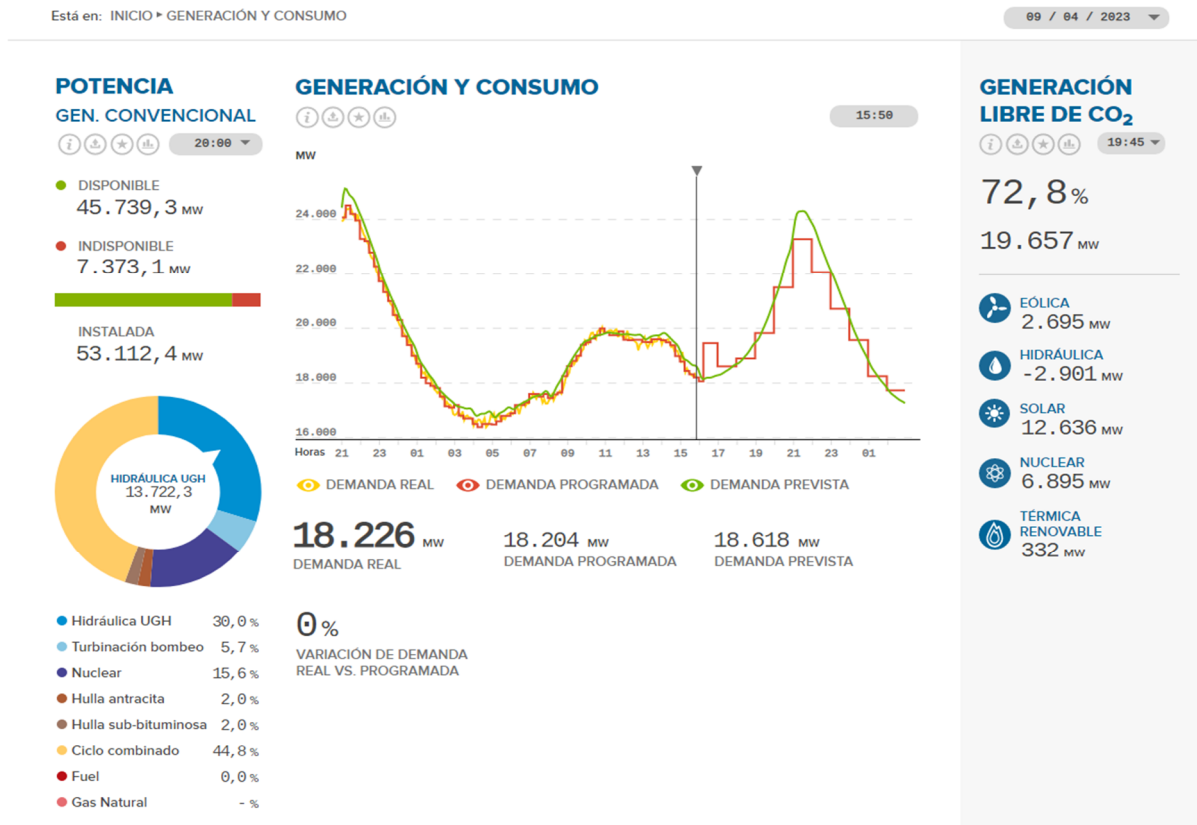 Está en: INICIO ▸ GENERACIÓN Y CONSUMO
09 / 04 / 2023
POTENCIA
GEN. CONVENCIONAL
20:00
DISPONIBLE
45.739,3 MW
INDISPONIBLE
7.373,1 MW
INSTALADA
53.112,4 MW
HIDRÁULICA UGH
13.722,3
MW
Hidráulica UGH 30,0 %
Turbinación bombeo 5,7 %
Nuclear 15,6 %
Hulla antracita 2,0 %
Hulla sub-bituminosa 2,0 %
Ciclo combinado 44,8 %
Fuel 0,0 %
Gas Natural - %
GENERACIÓN Y CONSUMO
15:50
MW
24.000
22.000
20.000
18.000
16.000
Horas 21 23 01 03 05 07 09 11 13 15 17 19 21 23 01
DEMANDA REAL DEMANDA PROGRAMADA DEMANDA PREVISTA
18.226 MW 18.204 MW 18.618 MW
DEMANDA REAL DEMANDA PROGRAMADA DEMANDA PREVISTA
0 %
VARIACIÓN DE DEMANDA
REAL VS. PROGRAMADA
GENERACIÓN
LIBRE DE CO₂
19:45
72,8 %
19.657 MW
EÓLICA
2.695 MW
HIDRÁULICA
-2.901 MW
SOLAR
12.636 MW
NUCLEAR
6.895 MW
TÉRMICA
RENOVABLE
332 MW